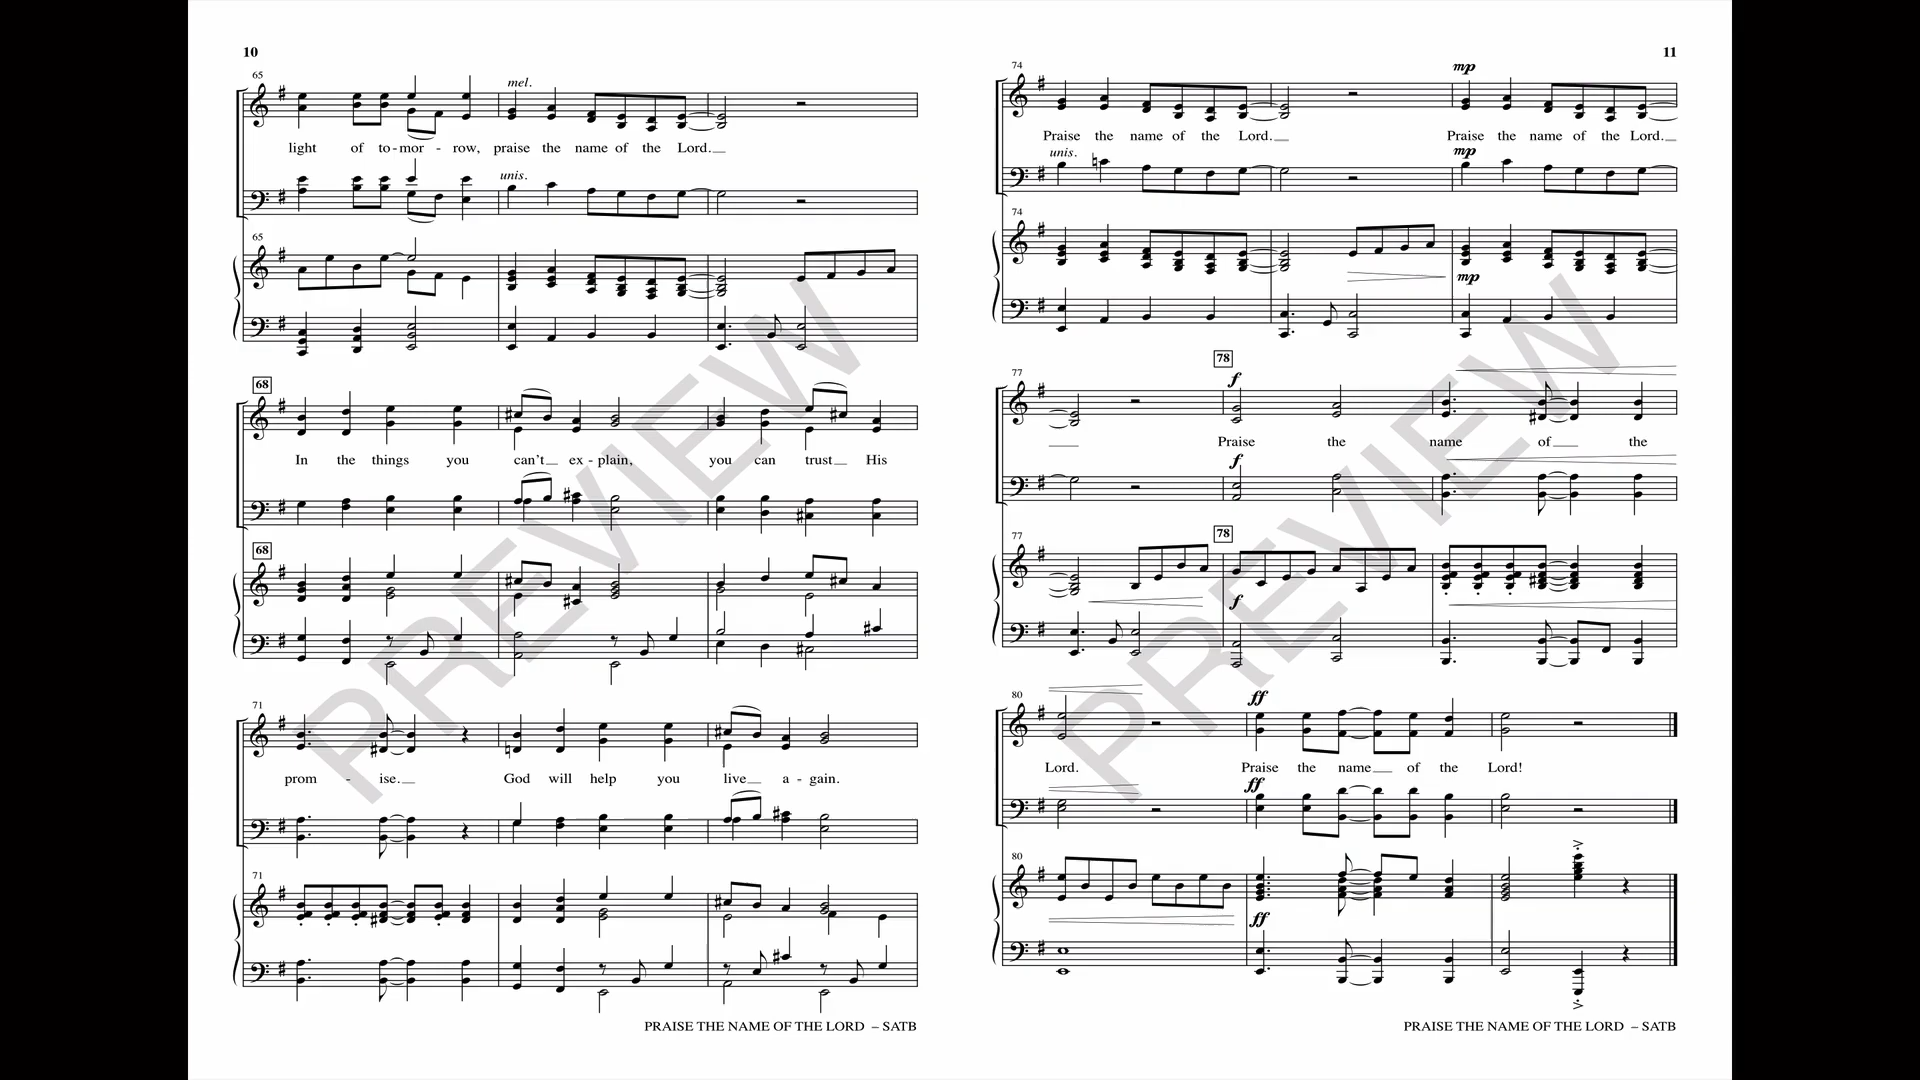 10
65
mel.
light of to - mor - row, praise the name of the Lord.
unis.
65
68
In the things you can't ex - plain, you can trust His
68
71
prom - ise. God will help you live a - gain.
71
PRAISE THE NAME OF THE LORD – SATB
11
74
mp
Praise the name of the Lord. Praise the name of the Lord.
unis.
mp
74
mp
77
78
f
Praise the name of the
f
77
78
f
80
ff
Lord. Praise the name of the Lord!
ff
80
ff
PRAISE THE NAME OF THE LORD – SATB
PREVIEW
PREVIEW